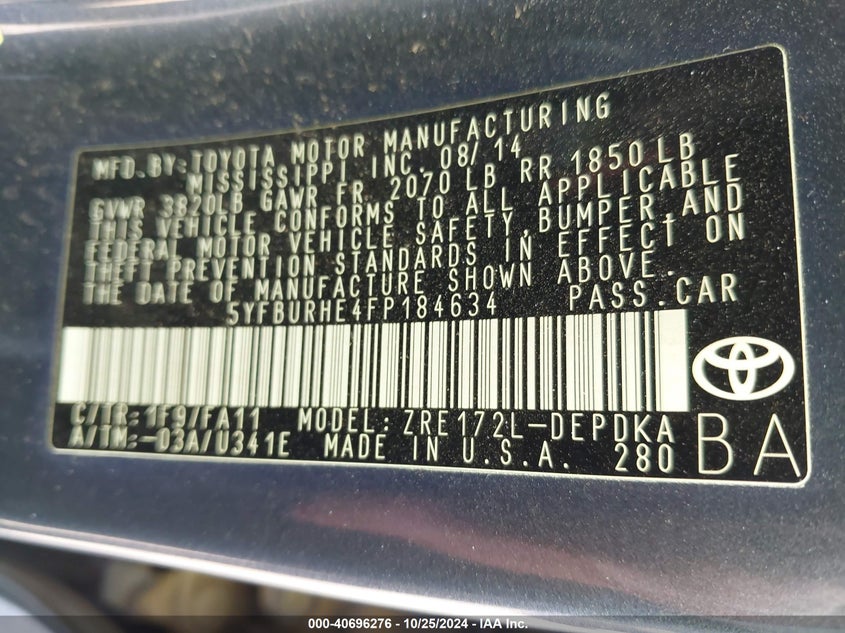 MFD.BY:TOYOTA MOTOR MANUFACTURING
MISSISSIPPI, INC. 08/14
GVWR 3820LB GAWR FR. 2070 LB RR 1850 LB
THIS VEHICLE CONFORMS TO ALL APPLICABLE
FEDERAL MOTOR VEHICLE SAFETY,BUMPER,AND
THEFT PREVENTION STANDARDS IN EFFECT ON
THE DATE OF MANUFACTURE SHOWN ABOVE.
5YFBURHE4FP184634 PASS.CAR
C/TR:1F9/FA11 MODEL:ZRE172L-DEPDKA
A/TM:-03A/U341E MADE IN U.S.A. 280 BA
000-40696276 - 10/25/2024 - IAA Inc.